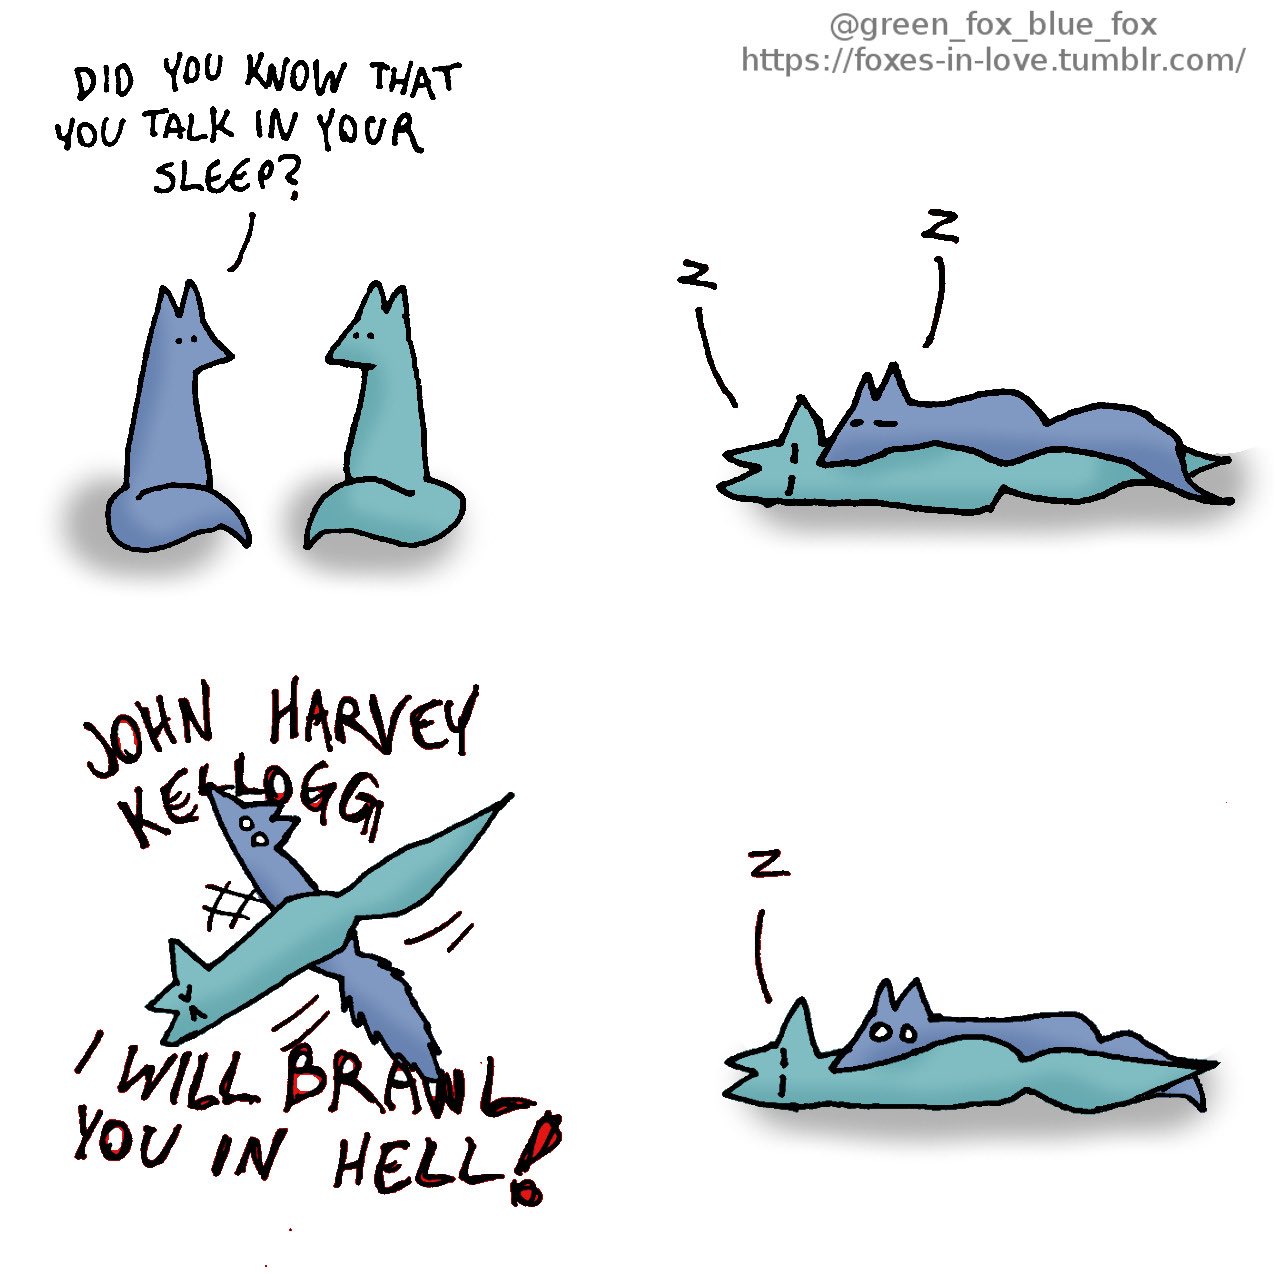 @green_fox_blue_fox
https://foxes-in-love.tumblr.com/
DID YOU KNOW THAT
YOU TALK IN YOUR
SLEEP?
Z
Z
JOHN HARVEY
KELLOGG
I WILL BRAWL
YOU IN HELL!
Z